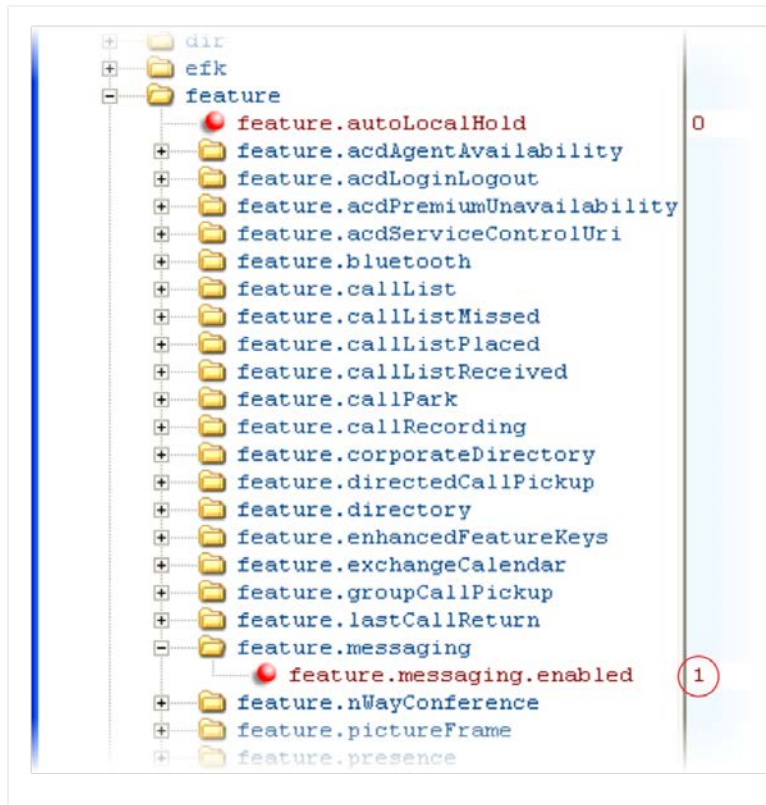 dir
efk
feature
feature.autoLocalHold 0
feature.acdAgentAvailability
feature.acdLoginLogout
feature.acdPremiumUnavailability
feature.acdServiceControlUri
feature.bluetooth
feature.callList
feature.callListMissed
feature.callListPlaced
feature.callListReceived
feature.callPark
feature.callRecording
feature.corporateDirectory
feature.directedCallPickup
feature.directory
feature.enhancedFeatureKeys
feature.exchangeCalendar
feature.groupCallPickup
feature.lastCallReturn
feature.messaging
feature.messaging.enabled 1
feature.nWayConference
feature.pictureFrame
feature.presence